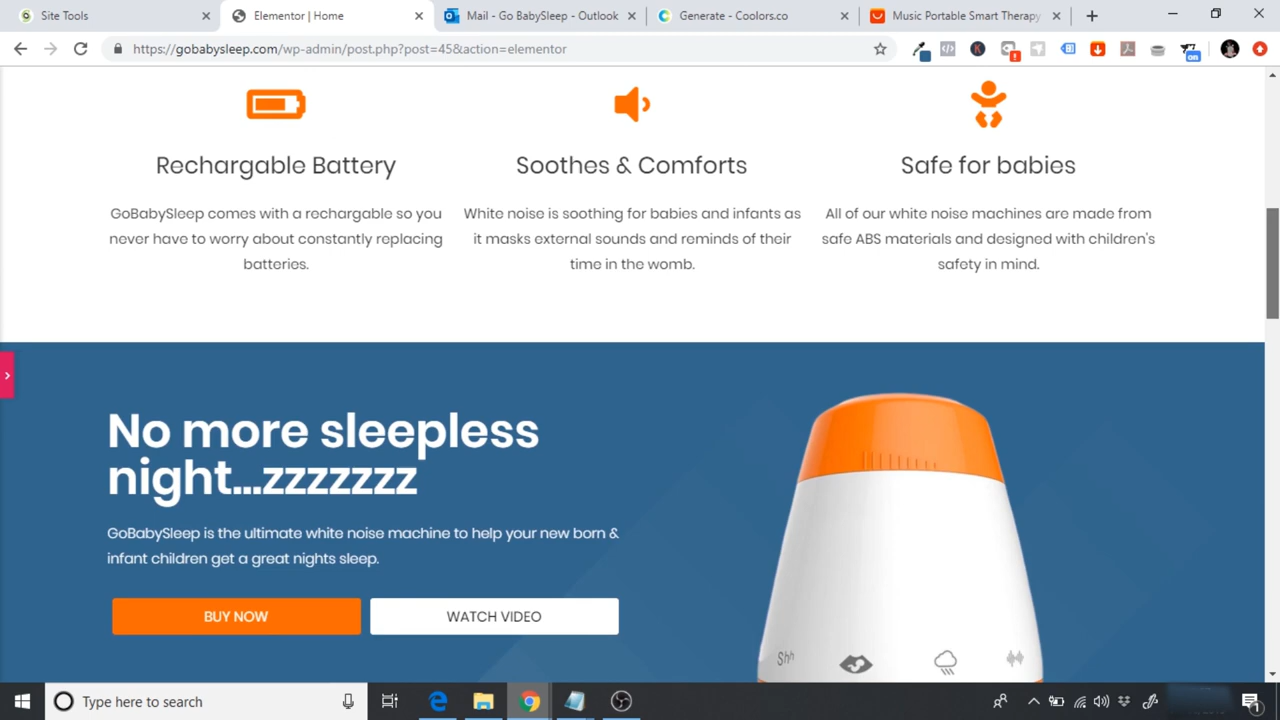 Site Tools
Elementor | Home
Mail - Go BabySleep - Outlook
Generate - Coolors.co
Music Portable Smart Therapy
https://gobabysleep.com/wp-admin/post.php?post=45&action=elementor
on
Rechargable Battery
Soothes & Comforts
Safe for babies
GoBabySleep comes with a rechargable so you
never have to worry about constantly replacing
batteries.
White noise is soothing for babies and infants as
it masks external sounds and reminds of their
time in the womb.
All of our white noise machines are made from
safe ABS materials and designed with children's
safety in mind.
No more sleepless
night...zzzzzzz
GoBabySleep is the ultimate white noise machine to help your new born &
infant children get a great nights sleep.
BUY NOW
WATCH VIDEO
Shh
Type here to search